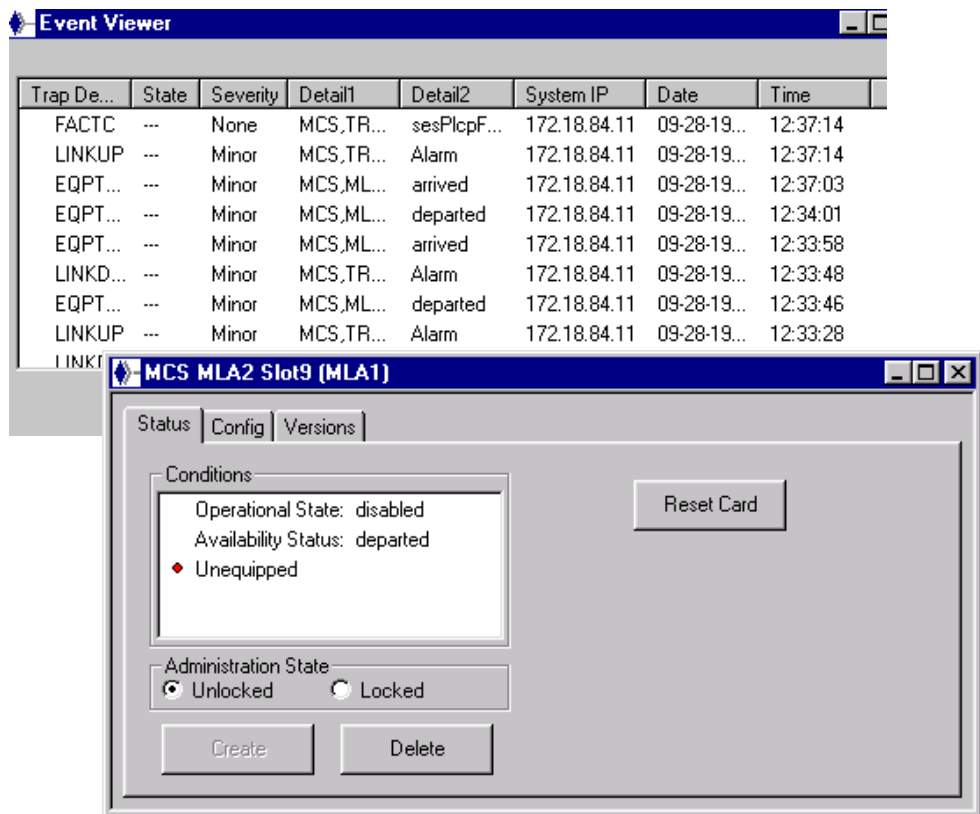 Event Viewer
Trap De... State Severity Detail1 Detail2 System IP Date Time
FACTC --- None MCS,TR... sesPlcpF... 172.18.84.11 09-28-19... 12:37:14
LINKUP --- Minor MCS,TR... Alarm 172.18.84.11 09-28-19... 12:37:14
EQPT... --- Minor MCS,ML... arrived 172.18.84.11 09-28-19... 12:37:03
EQPT... --- Minor MCS,ML... departed 172.18.84.11 09-28-19... 12:34:01
EQPT... --- Minor MCS,ML... arrived 172.18.84.11 09-28-19... 12:33:58
LINKD... --- Minor MCS,TR... Alarm 172.18.84.11 09-28-19... 12:33:48
EQPT... --- Minor MCS,ML... departed 172.18.84.11 09-28-19... 12:33:46
LINKUP --- Minor MCS,TR... Alarm 172.18.84.11 09-28-19... 12:33:28
MCS MLA2 Slot9 (MLA1)
Status Config Versions
Conditions
Operational State: disabled
Availability Status: departed
Unequipped
Reset Card
Administration State
Unlocked Locked
Create Delete